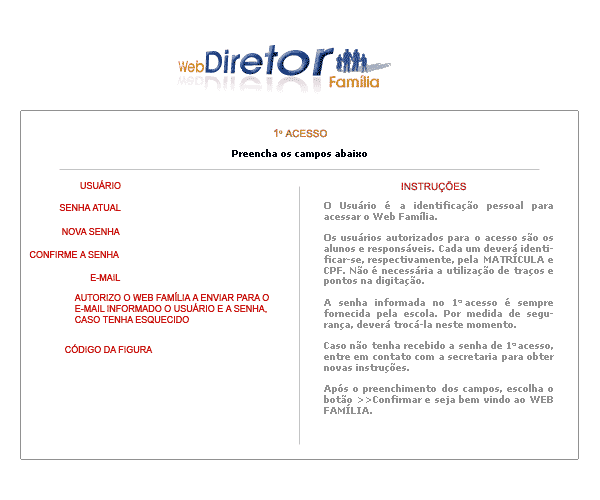 WebDiretor
Família
1º ACESSO
Preencha os campos abaixo
USUÁRIO
SENHA ATUAL
NOVA SENHA
CONFIRME A SENHA
E-MAIL
AUTORIZO O WEB FAMÍLIA A ENVIAR PARA O
E-MAIL INFORMADO O USUÁRIO E A SENHA,
CASO TENHA ESQUECIDO
CÓDIGO DA FIGURA
INSTRUÇÕES
O Usuário é a identificação pessoal para
acessar o Web Família.
Os usuários autorizados para o acesso são os
alunos e responsáveis. Cada um deverá identi-
ficar-se, respectivamente, pela MATRÍCULA e
CPF. Não é necessária a utilização de traços e
pontos na digitação.
A senha informada no 1º acesso é sempre
fornecida pela escola. Por medida de segu-
rança, deverá trocá-la neste momento.
Caso não tenha recebido a senha de 1º acesso,
entre em contato com a secretaria para obter
novas instruções.
Após o preenchimento dos campos, escolha o
botão >>Confirmar e seja bem vindo ao WEB
FAMÍLIA.